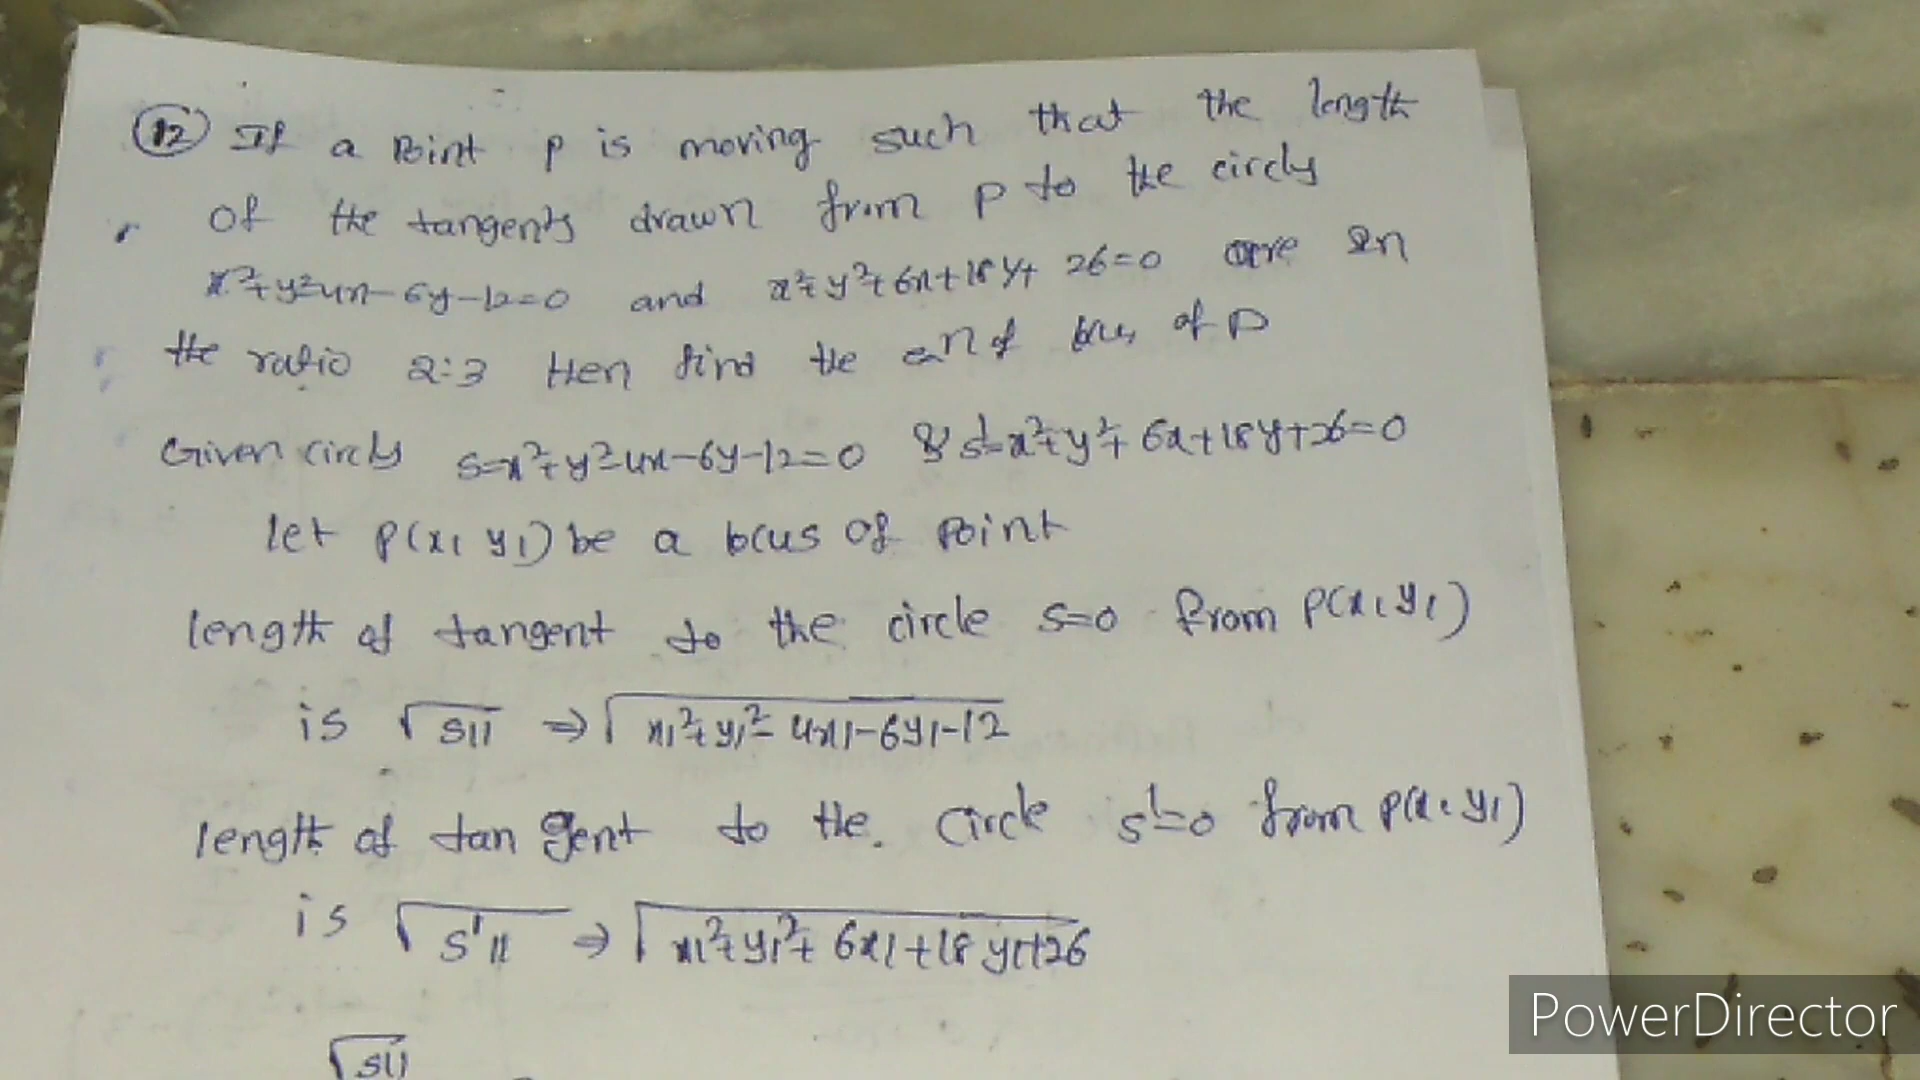 (12) If a Point P is moving such that the length
of the tangents drawn from P to the circles
x²+y²-4x-6y-12=0 and x²+y²+6x+18y+26=0 are in
the ratio 2:3 then find the eqn of locus of P
Given circles S=x²+y²-4x-6y-12=0 & S'=x²+y²+6x+18y+26=0
let P(x1 y1) be a locus of Point
length of tangent to the circle S=0 from P(x1 y1)
is √S11 ⇒ √x1²+y1²-4x1-6y1-12
length of tangent to the circle S'=0 from P(x1 y1)
is √S'11 ⇒ √x1²+y1²+6x1+18y1+26
√S11
PowerDirector